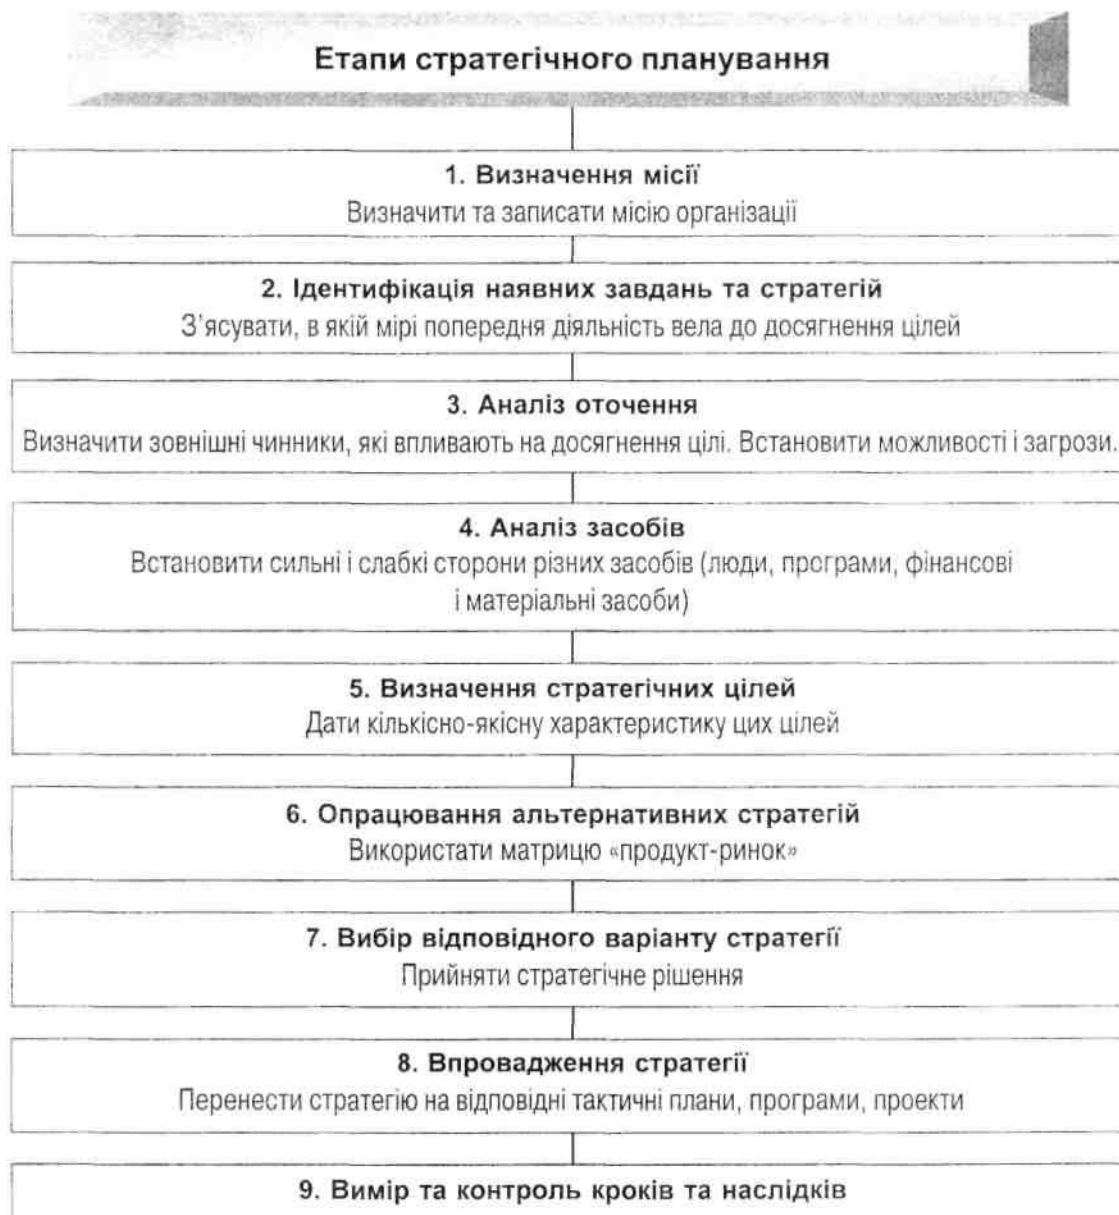 Етапи стратегічного планування
1. Визначення місії
Визначити та записати місію організації
2. Ідентифікація наявних завдань та стратегій
З’ясувати, в якій мірі попередня діяльність вела до досягнення цілей
3. Аналіз оточення
Визначити зовнішні чинники, які впливають на досягнення цілі. Встановити можливості і загрози.
4. Аналіз засобів
Встановити сильні і слабкі сторони різних засобів (люди, програми, фінансові
і матеріальні засоби)
5. Визначення стратегічних цілей
Дати кількісно-якісну характеристику цих цілей
6. Опрацювання альтернативних стратегій
Використати матрицю «продукт-ринок»
7. Вибір відповідного варіанту стратегії
Прийняти стратегічне рішення
8. Впровадження стратегії
Перенести стратегію на відповідні тактичні плани, програми, проекти
9. Вимір та контроль кроків та наслідків